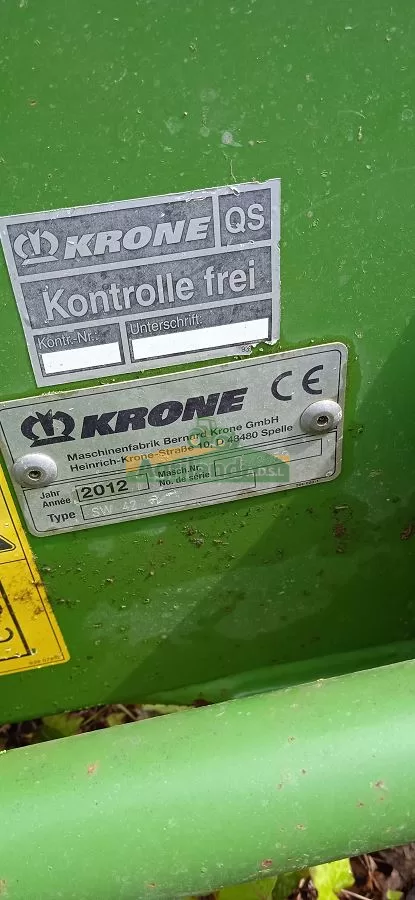 KRONE QS
Kontrolle frei
Kontr.-Nr.: Unterschrift:
KRONE CE
Maschinenfabrik Bernard Krone GmbH
Heinrich-Krone-Straße 10, D 48480 Spelle
Jahr
Année 2012 Masch.Nr.
No. de série
Type SW 42